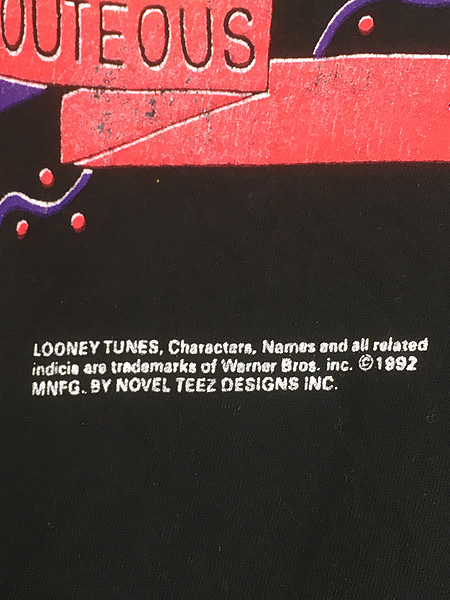 OUTEOUS
LOONEY TUNES, Characters, Names and all related
indicia are trademarks of Warner Bros. inc. ©1992
MNFG. BY NOVEL TEEZ DESIGNS INC.